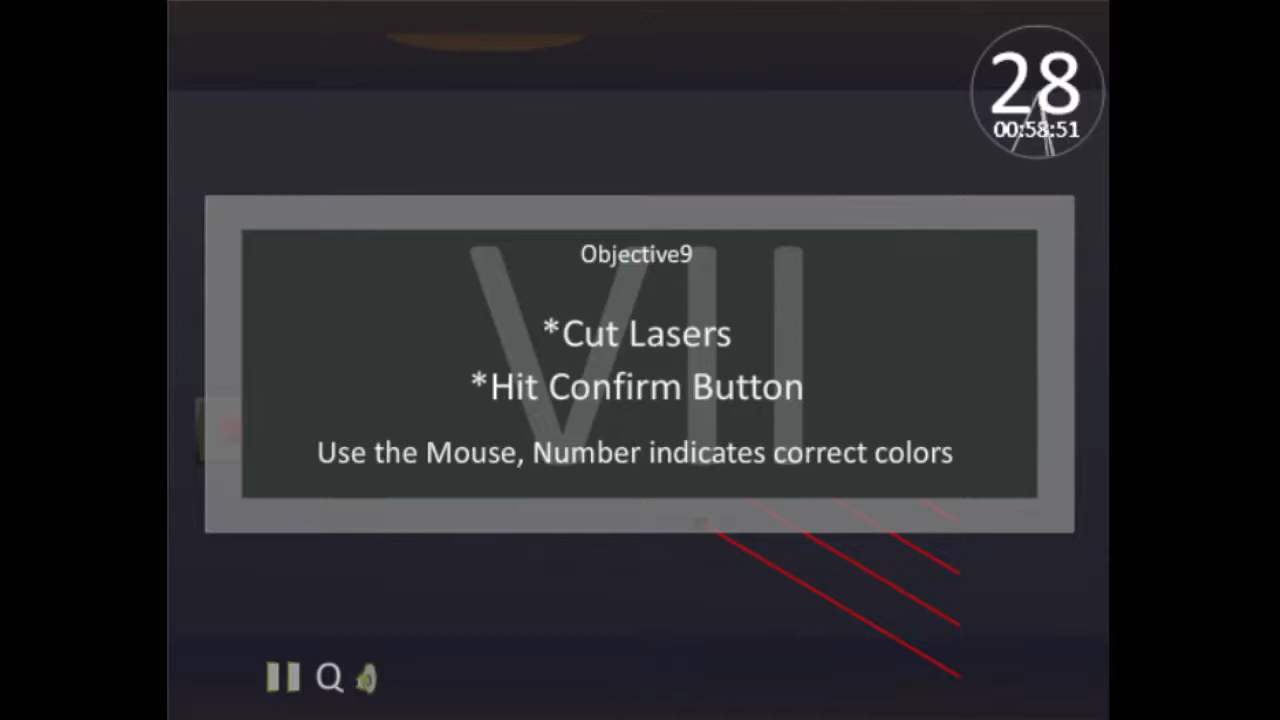 28
00:58:51
VII
Objective9
*Cut Lasers
*Hit Confirm Button
Use the Mouse, Number indicates correct colors
Q